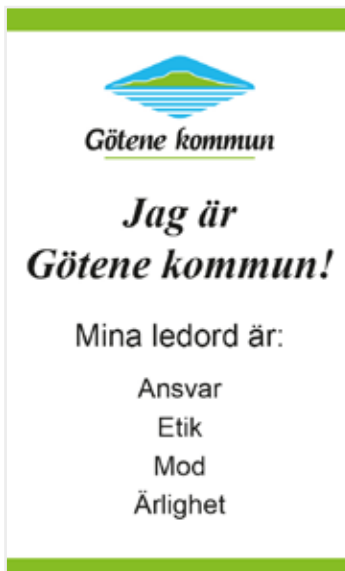 Götene kommun
Jag är
Götene kommun!
Mina ledord är:
Ansvar
Etik
Mod
Ärlighet